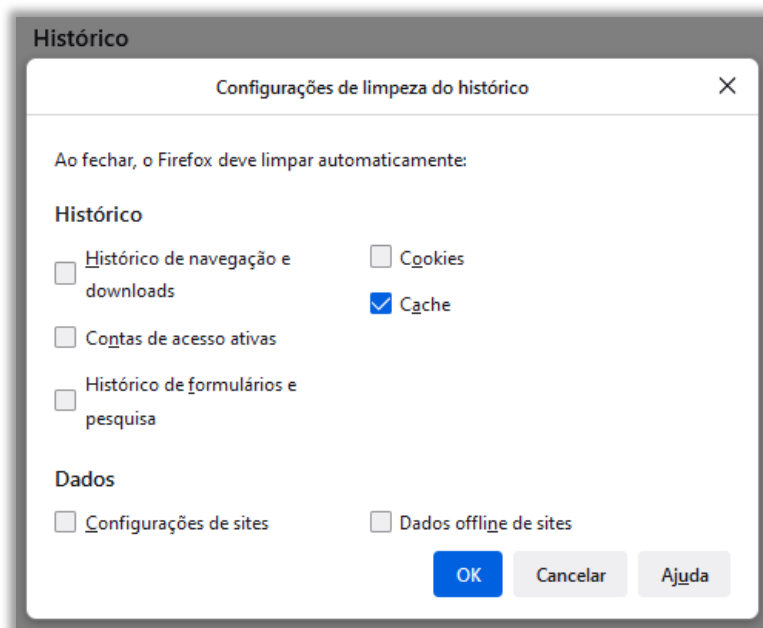 Histórico
Configurações de limpeza do histórico
Ao fechar, o Firefox deve limpar automaticamente:
Histórico
Histórico de navegação e
downloads
Contas de acesso ativas
Histórico de formulários e
pesquisa
Cookies
Cache
Dados
Configurações de sites
Dados offline de sites
OK
Cancelar
Ajuda